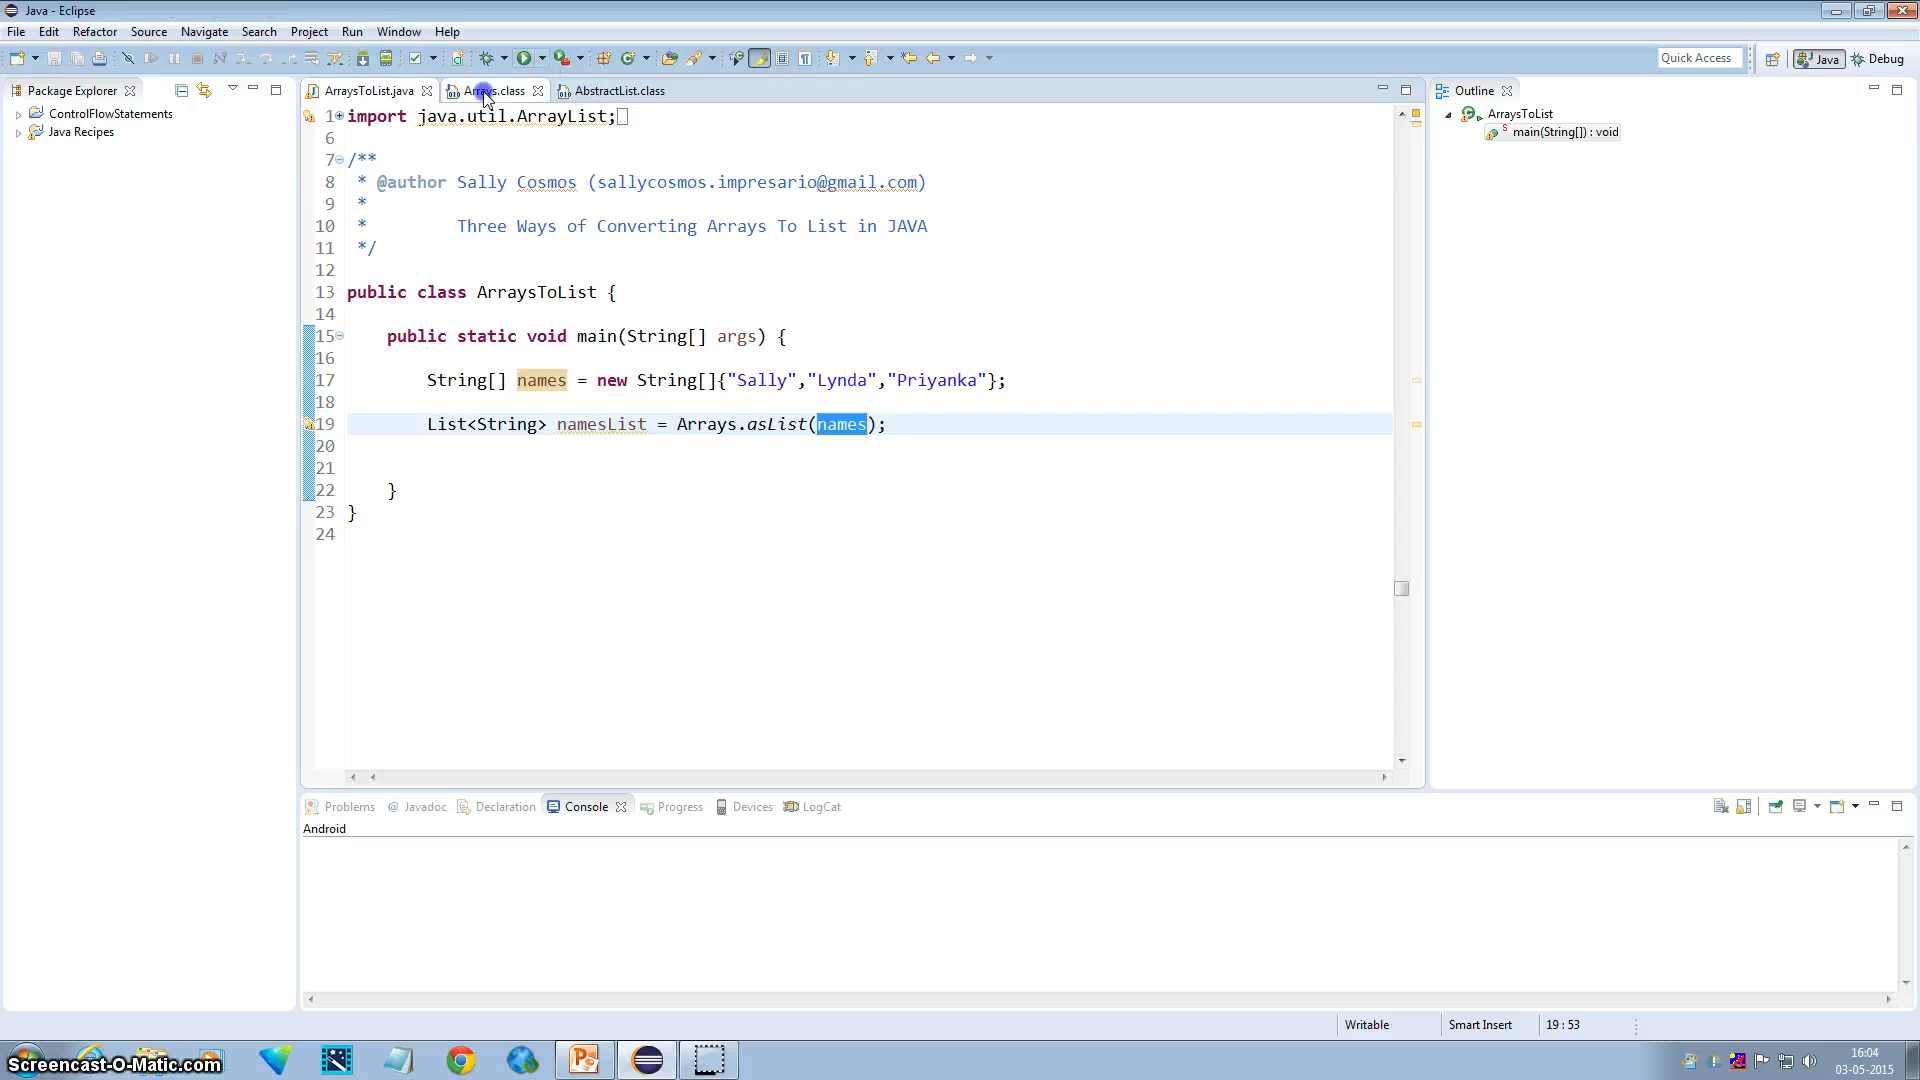 Java - Eclipse
File Edit Refactor Source Navigate Search Project Run Window Help
Quick Access Java Debug
Package Explorer
ControlFlowStatements
Java Recipes
ArraysToList.java Arrays.class AbstractList.class
1 import java.util.ArrayList;
6
7 /**
8 * @author Sally Cosmos (sallycosmos.impresario@gmail.com)
9 *
10 * Three Ways of Converting Arrays To List in JAVA
11 */
12
13 public class ArraysToList {
14
15 public static void main(String[] args) {
16
17 String[] names = new String[]{"Sally","Lynda","Priyanka"};
18
19 List<String> namesList = Arrays.asList(names);
20
21
22 }
23 }
24
Outline
ArraysToList
main(String[]) : void
Problems Javadoc Declaration Console Progress Devices LogCat
Android
Writable Smart Insert 19 : 53
Screencast-O-Matic.com
16:04
03-05-2015